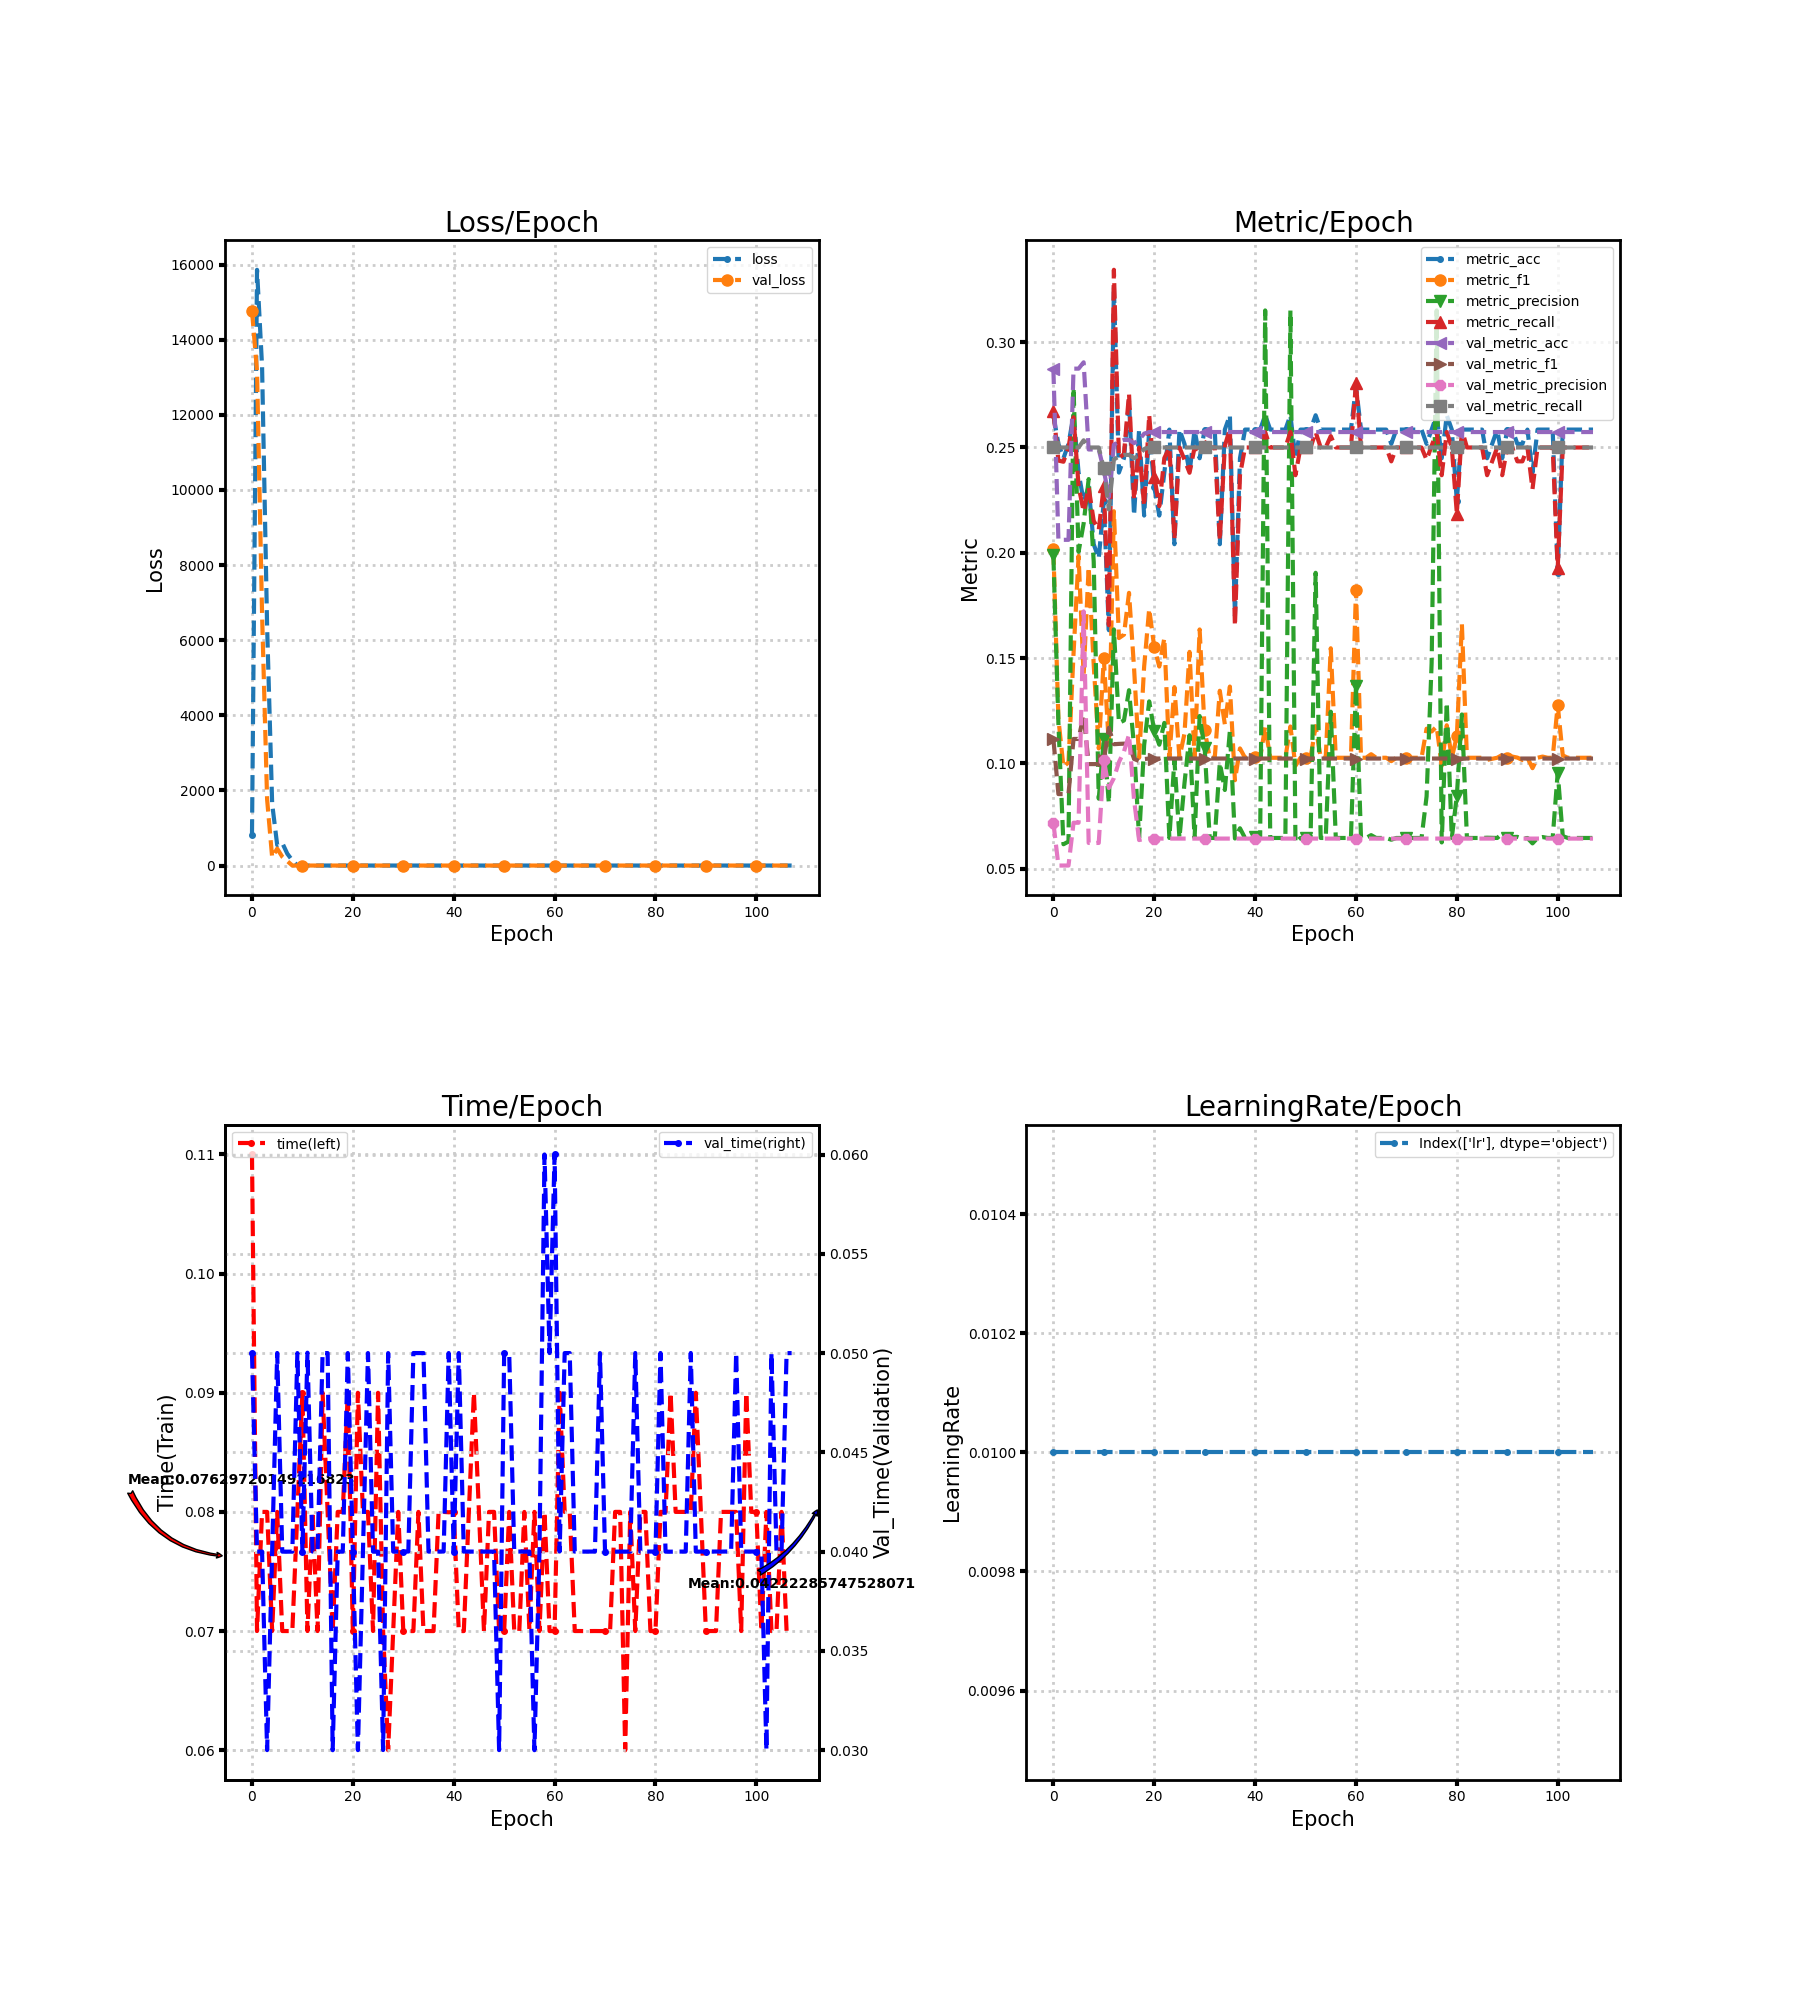 Loss/Epoch
Loss
16000
14000
12000
10000
8000
6000
4000
2000
0
loss
val_loss
0 20 40 60 80 100
Epoch
Metric/Epoch
Metric
0.30
0.25
0.20
0.15
0.10
0.05
metric_acc
metric_f1
metric_precision
metric_recall
val_metric_acc
val_metric_f1
val_metric_precision
val_metric_recall
0 20 40 60 80 100
Epoch
Time/Epoch
Time(Train)
0.11
0.10
0.09
0.08
0.07
0.06
time(left)
val_time(right)
0.060
0.055
0.050
0.045
0.040
0.035
0.030
Val_Time(Validation)
Mean:0.04222285747528071
0 20 40 60 80 100
Epoch
LearningRate/Epoch
LearningRate
0.0104
0.0102
0.0100
0.0098
0.0096
Index(['lr'], dtype='object')
0 20 40 60 80 100
Epoch